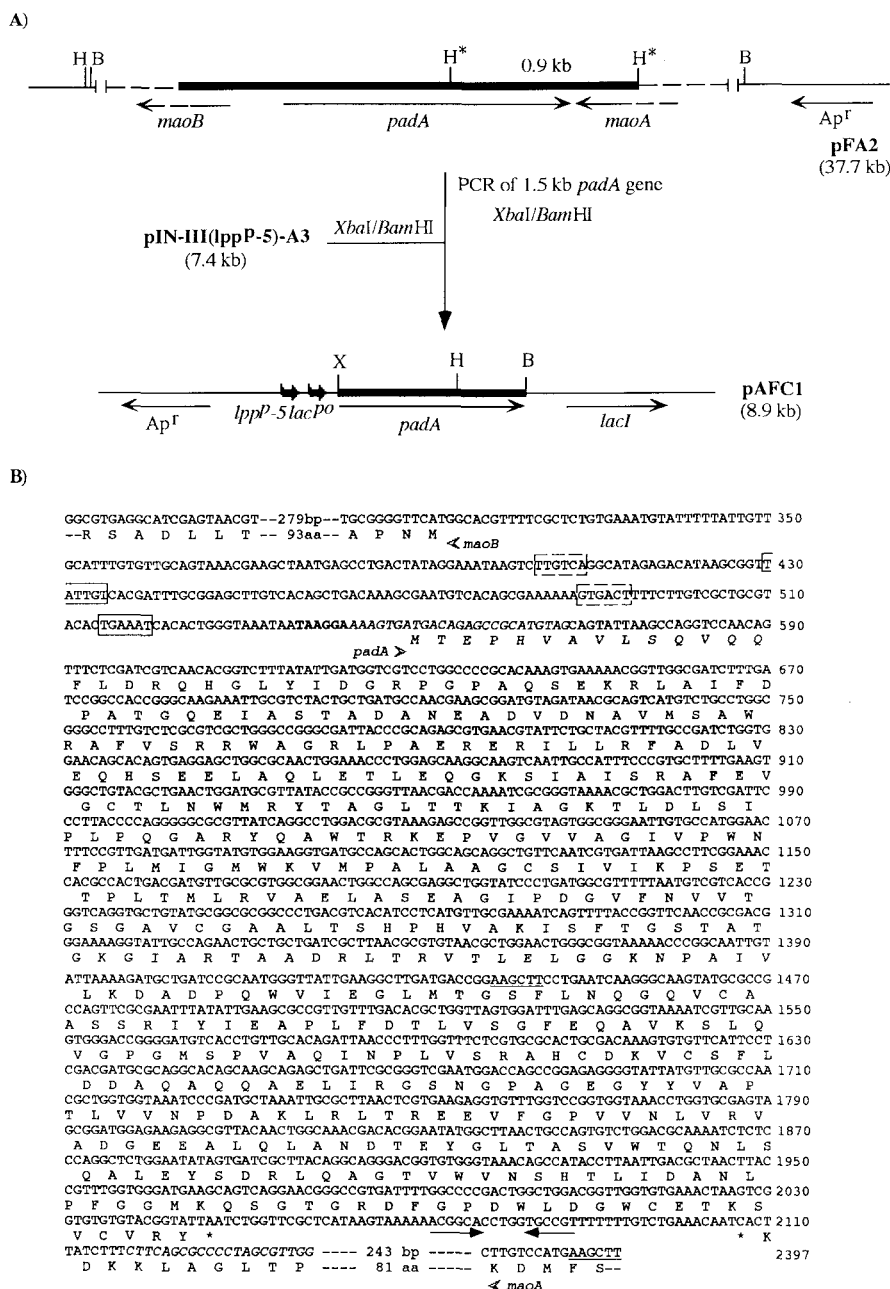 A)
H B H* 0.9 kb H* B
maoB padA maoA Apr
pFA2
(37.7 kb)
PCR of 1.5 kb padA gene
XbaI/BamHI
pIN-III(lppP-5)-A3 XbaI/BamHI
(7.4 kb)
X H B
pAFC1
(8.9 kb)
Apr lppP-5 lacpo padA lacI
B)
GGCGTGAGGCATCGAGTAACGT--279bp--TGCGGGGTTCATGGCACGTTTTCGCTCTGTGAAATGTATTTTTATTGTT 350
--R S A D L L T -- 93aa -- A P N M
maoB
GCATTTGTGTTGCAGTAAACGAAGCTAATGAGCCTGACTATAGGAAATAAGTCTTGTCAGGCATAGAGACATAAGCGGTT 430
ATTGTCACGATTTGCGGAGCTTGTCACAGCTGACAAAGCGAATGTCACAGCGAAAAAAGTGACTTTTCTTGTCGCTGCGT 510
ACACTGAAATCACACTGGGTAAATAATAAGGAAAAGTGATGACAGAGCCGCATGTAGCAGTATTAAGCCAGGTCCAACAG 590
M T E P H V A V L S Q V Q Q
padA
TTTCTCGATCGTCAACACGGTCTTTATATTGATGGTCGTCCTGGCCCCGCACAAAGTGAAAAACGGTTGGCGATCTTTGA 670
F L D R Q H G L Y I D G R P G P A Q S E K R L A I F D
TCCGGCCACCGGGCAAGAAATTGCGTCTACTGCTGATGCCAACGAAGCGGATGTAGATAACGCAGTCATGTCTGCCTGGC 750
P A T G Q E I A S T A D A N E A D V D N A V M S A W
GGGCCTTTGTCTCGCGTCGCTGGGCCGGGCGATTACCCGCAGAGCGTGAACGTATTCTGCTACGTTTTGCCGATCTGGTG 830
R A F V S R R W A G R L P A E R E R I L L R F A D L V
GAACAGCACAGTGAGGAGCTGGCGCAACTGGAAACCCTGGAGCAAGGCAAGTCAATTGCCATTTCCCGTGCTTTTGAAGT 910
E Q H S E E L A Q L E T L E Q G K S I A I S R A F E V
GGGCTGTACGCTGAACTGGATGCGTTATACCGCCGGGTTAACGACCAAAATCGCGGGTAAAACGCTGGACTTGTCGATTC 990
G C T L N W M R Y T A G L T T K I A G K T L D L S I
CCTTACCCCAGGGGGCGCGTTATCAGGCCTGGACGCGTAAAGAGCCGGTTGGCGTAGTGGCGGGAATTGTGCCATGGAAC 1070
P L P Q G A R Y Q A W T R K E P V G V V A G I V P W N
TTTCCGTTGATGATTGGTATGTGGAAGGTGATGCCAGCACTGGCAGCAGGCTGTTCAATCGTGATTAAGCCTTCGGAAAC 1150
F P L M I G M W K V M P A L A A G C S I V I K P S E T
CACGCCACTGACGATGTTGCGCGTGGCGGAACTGGCCAGCGAGGCTGGTATCCCTGATGGCGTTTTTAATGTCGTCACCG 1230
T P L T M L R V A E L A S E A G I P D G V F N V V T
GGTCAGGTGCTGTATGCGGCGCGGCCCTGACGTCACATCCTCATGTTGCGAAAATCAGTTTTACCGGTTCAACCGCGACG 1310
G S G A V C G A A L T S H P H V A K I S F T G S T A T
GGAAAAGGTATTGCCAGAACTGCTGCTGATCGCTTAACGCGTGTAACGCTGGAACTGGGCGGTAAAAACCCGGCAATTGT 1390
G K G I A R T A A D R L T R V T L E L G G K N P A I V
ATTAAAAGATGCTGATCCGCAATGGGTTATTGAAGGCTTGATGACCGGAAGCTTCCTGAATCAAGGGCAAGTATGCGCCG 1470
L K D A D P Q W V I E G L M T G S F L N Q G Q V C A
CCAGTTCGCGAATTTATATTGAAGCGCCGTTGTTTGACACGCTGGTTAGTGGATTTGAGCAGGCGGTAAAATCGTTGCAA 1550
A S S R I Y I E A P L F D T L V S G F E Q A V K S L Q
GTGGGACCGGGGATGTCACCTGTTGCACAGATTAACCCTTTGGTTTCTCGTGCGCACTGCGACAAAGTGTGTTCATTCCT 1630
V G P G M S P V A Q I N P L V S R A H C D K V C S F L
CGACGATGCGCAGGCACAGCAAGCAGAGCTGATTCGCGGGTCGAATGGACCAGCCGGAGAGGGGTATTATGTTGCGCCAA 1710
D D A Q A Q Q A E L I R G S N G P A G E G Y Y V A P
CGCTGGTGGTAAATCCCGATGCTAAATTGCGCTTAACTCGTGAAGAGGTGTTTGGTCCGGTGGTAAACCTGGTGCGAGTA 1790
T L V V N P D A K L R L T R E E V F G P V V N L V R V
GCGGATGGAGAAGAGGCGTTACAACTGGCAAACGACACGGAATATGGCTTAACTGCCAGTGTCTGGACGCAAAATCTCTC 1870
A D G E E A L Q L A N D T E Y G L T A S V W T Q N L S
CCAGGCTCTGGAATATAGTGATCGCTTACAGGCAGGGACGGTGTGGGTAAACAGCCATACCTTAATTGACGCTAACTTAC 1950
Q A L E Y S D R L Q A G T V W V N S H T L I D A N L
CGTTTGGTGGGATGAAGCAGTCAGGAACGGGCCGTGATTTTGGCCCCGACTGGCTGGACGGTTGGTGTGAAACTAAGTCG 2030
P F G G M K Q S G T G R D F G P D W L D G W C E T K S
GTGTGTGTACGGTATTAATCTGGTTCGCTCATAAGTAAAAAACGGCACCTGGTGCCGTTTTTTTGTCTGAAACAATCACT 2110
V C V R Y * * K
TATCTTTCTTCAGCGCCCCTAGCGTTGG ---- 243 bp ----- CTTGTCCATGAAGCTT
D K K L A G L T P ---- 81 aa ---- K D M F S-- 2397
maoA